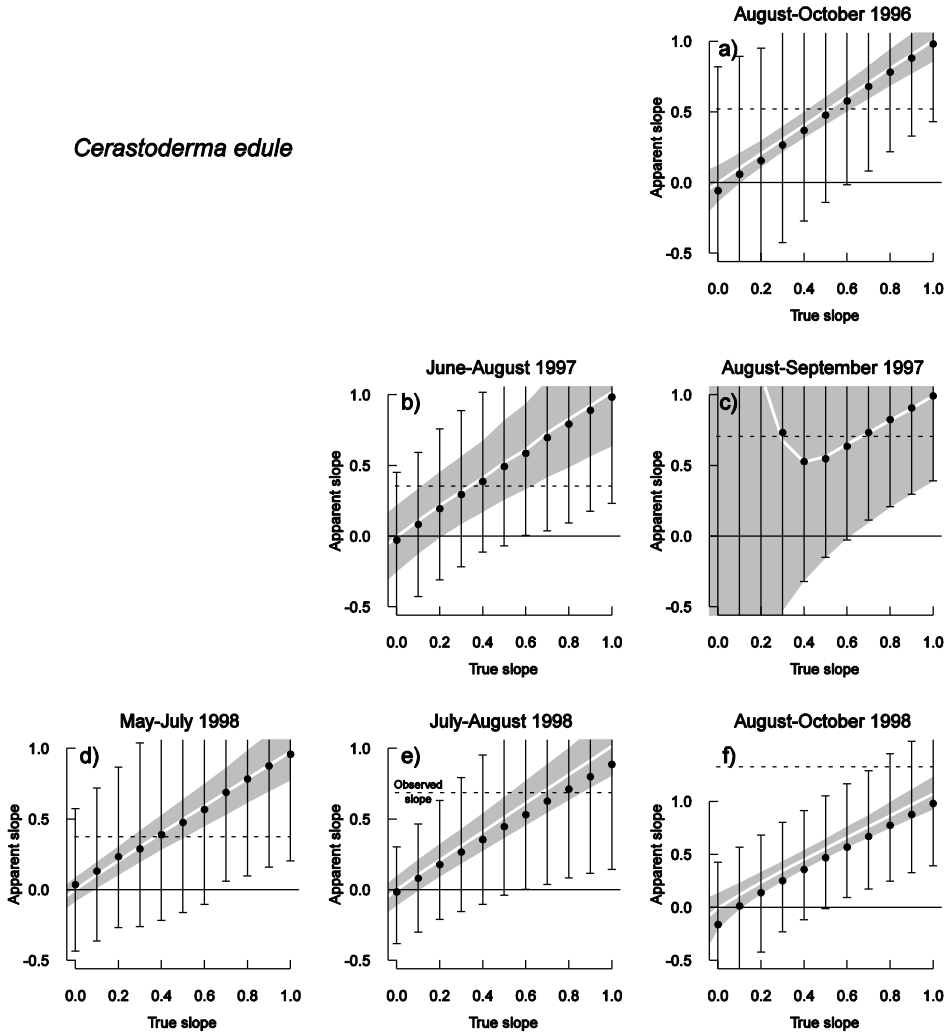 August-October 1996
a)
1.0
0.5
0.0
-0.5
Apparent slope
0.0 0.2 0.4 0.6 0.8 1.0
True slope
Cerastoderma edule
June-August 1997
b)
1.0
0.5
0.0
-0.5
Apparent slope
0.0 0.2 0.4 0.6 0.8 1.0
True slope
August-September 1997
c)
1.0
0.5
0.0
-0.5
Apparent slope
0.0 0.2 0.4 0.6 0.8 1.0
True slope
May-July 1998
d)
1.0
0.5
0.0
-0.5
Apparent slope
0.0 0.2 0.4 0.6 0.8 1.0
True slope
July-August 1998
e)
Observed
slope
1.0
0.5
0.0
-0.5
Apparent slope
0.0 0.2 0.4 0.6 0.8 1.0
True slope
August-October 1998
f)
1.0
0.5
0.0
-0.5
Apparent slope
0.0 0.2 0.4 0.6 0.8 1.0
True slope